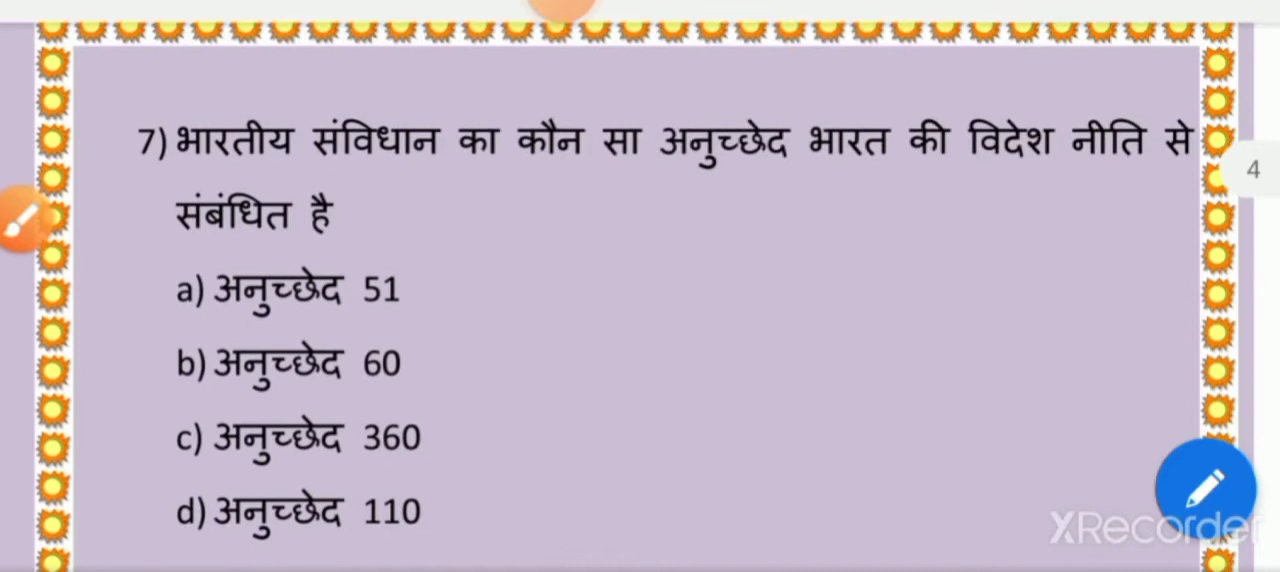 7) भारतीय संविधान का कौन सा अनुच्छेद भारत की विदेश नीति से
संबंधित है
a) अनुच्छेद 51
b) अनुच्छेद 60
c) अनुच्छेद 360
d) अनुच्छेद 110
4
XRecorder